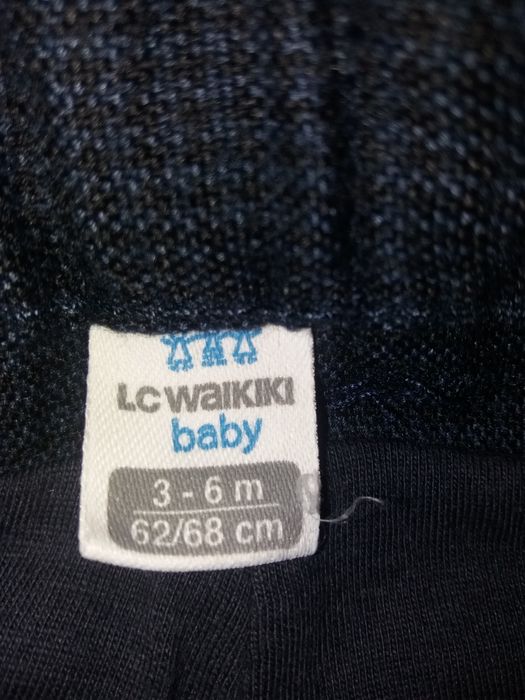 LC WAIKIKI
baby
3 - 6 m
62/68 cm